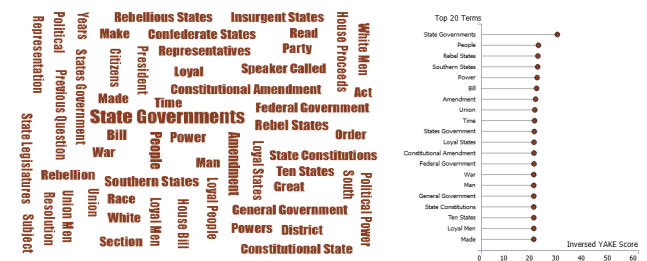 Rebellious States
Insurgent States
Make
Confederate States
Read
Representatives
Party
Loyal
Speaker Called
Constitutional Amendment
Act
Made
Time
Federal Government
State Governments
Rebel States
Bill
Power
Order
War
Man
State Constitutions
Rebellion
Ten States
Southern States
Great
Race
White
General Government
Powers
District
Section
Constitutional State
Representation
Political
Previous Question
Years
States Government
Citizens
President
House Proceeds
White Men
State Legislatures
Subject
Resolution
Union Men
Union
People
Loyal Men
House Bill
Loyal People
Amendment
Loyal States
South
Political Power
Top 20 Terms
State Governments
People
Rebel States
Southern States
Power
Bill
Amendment
Union
Time
States Government
Loyal States
Constitutional Amendment
Federal Government
War
Man
General Government
State Constitutions
Ten States
Loyal Men
Made
Inversed YAKE Score
0 10 20 30 40 50 60